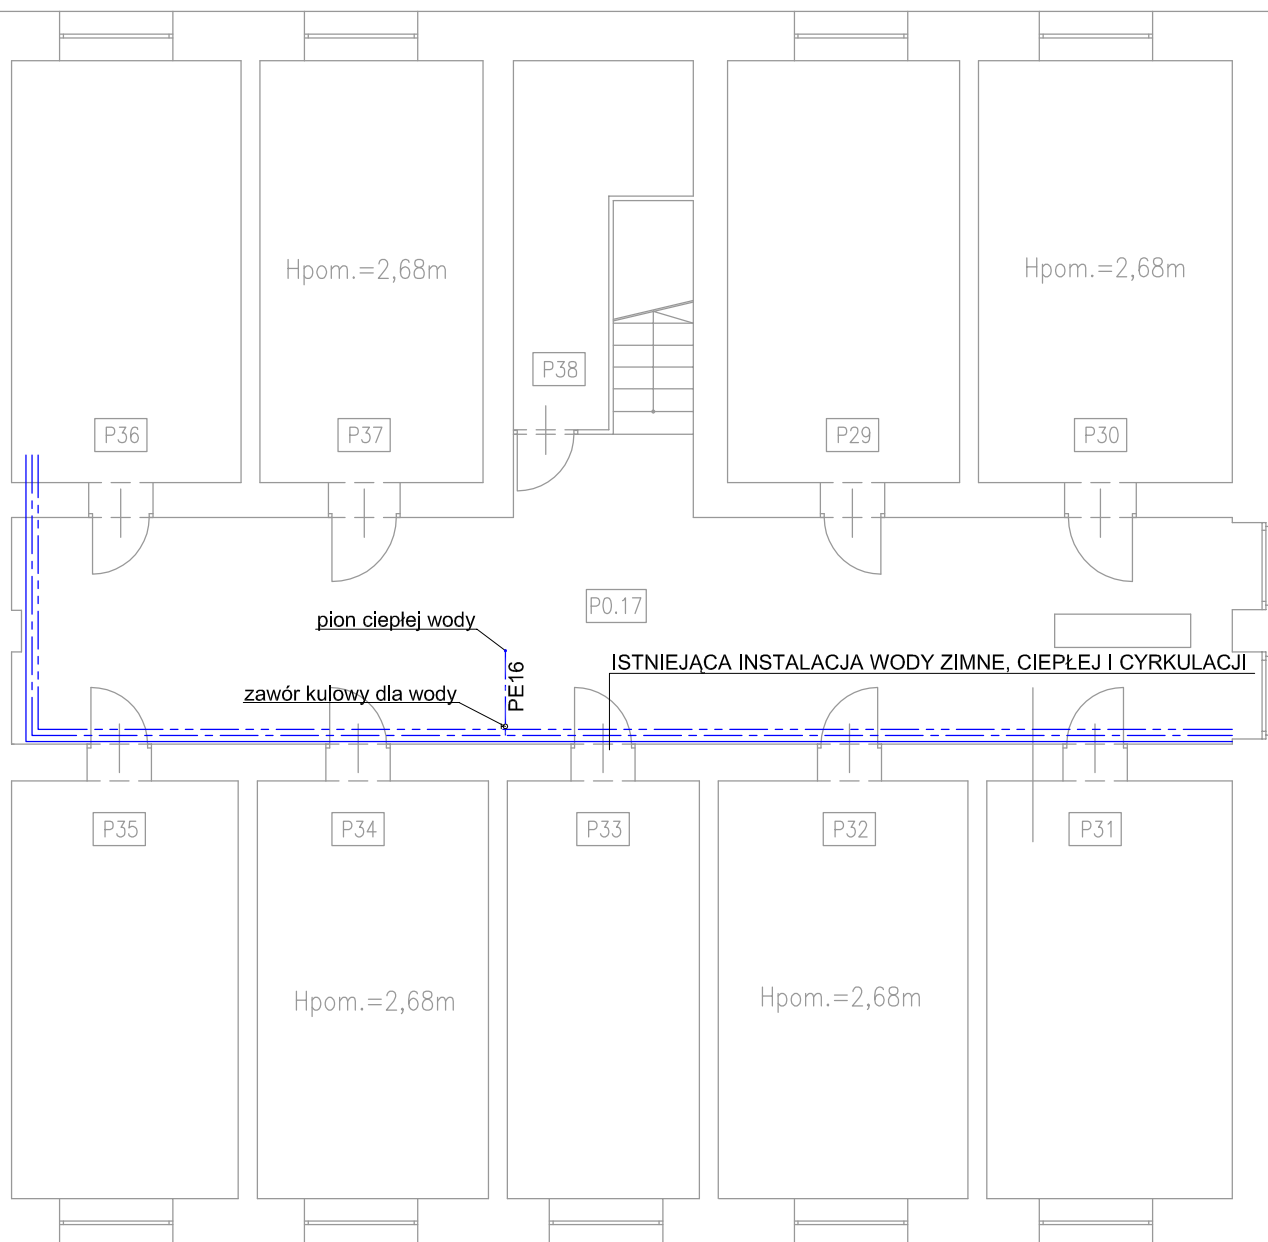 Hpom.=2,68m
Hpom.=2,68m
P38
P36
P37
P29
P30
P0.17
pion ciepłej wody
PE16
ISTNIEJĄCA INSTALACJA WODY ZIMNE, CIEPŁEJ I CYRKULACJI
zawór kulowy dla wody
P35
P34
P33
P32
P31
Hpom.=2,68m
Hpom.=2,68m